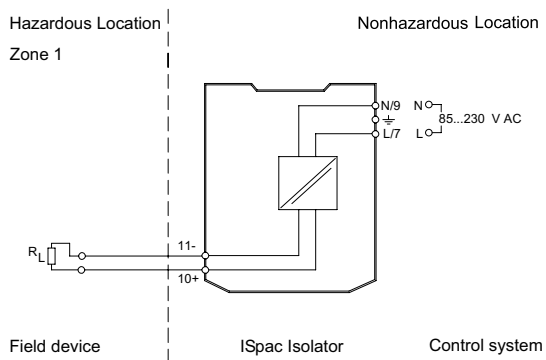 Hazardous Location
Nonhazardous Location
Zone 1
N/9
N
85...230 V AC
L/7
L
RL
11-
10+
Field device
ISpac Isolator
Control system